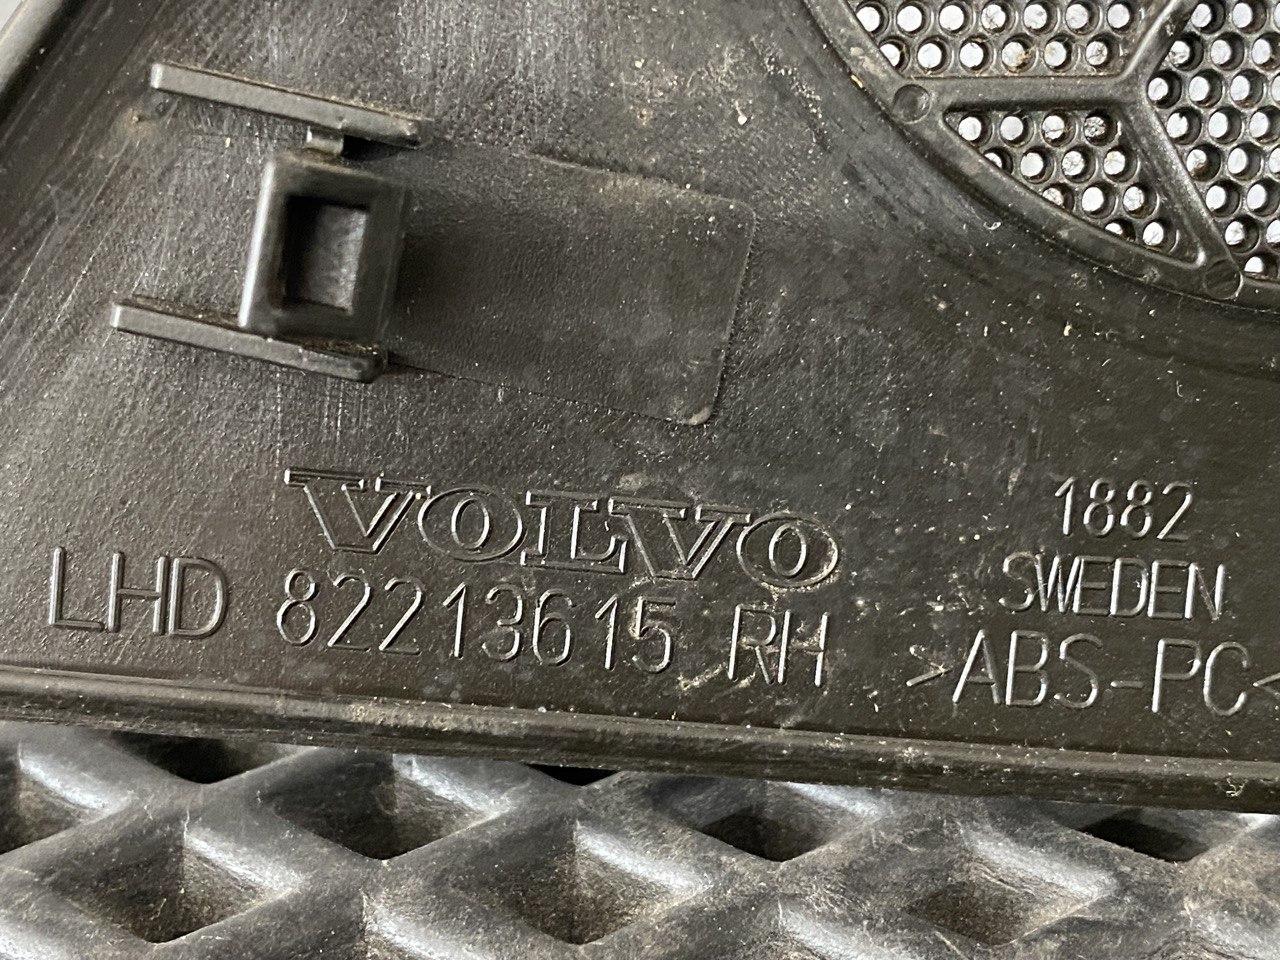 VOLVO
LHD 82213615 RH
1882
SWEDEN
>ABS-PC<